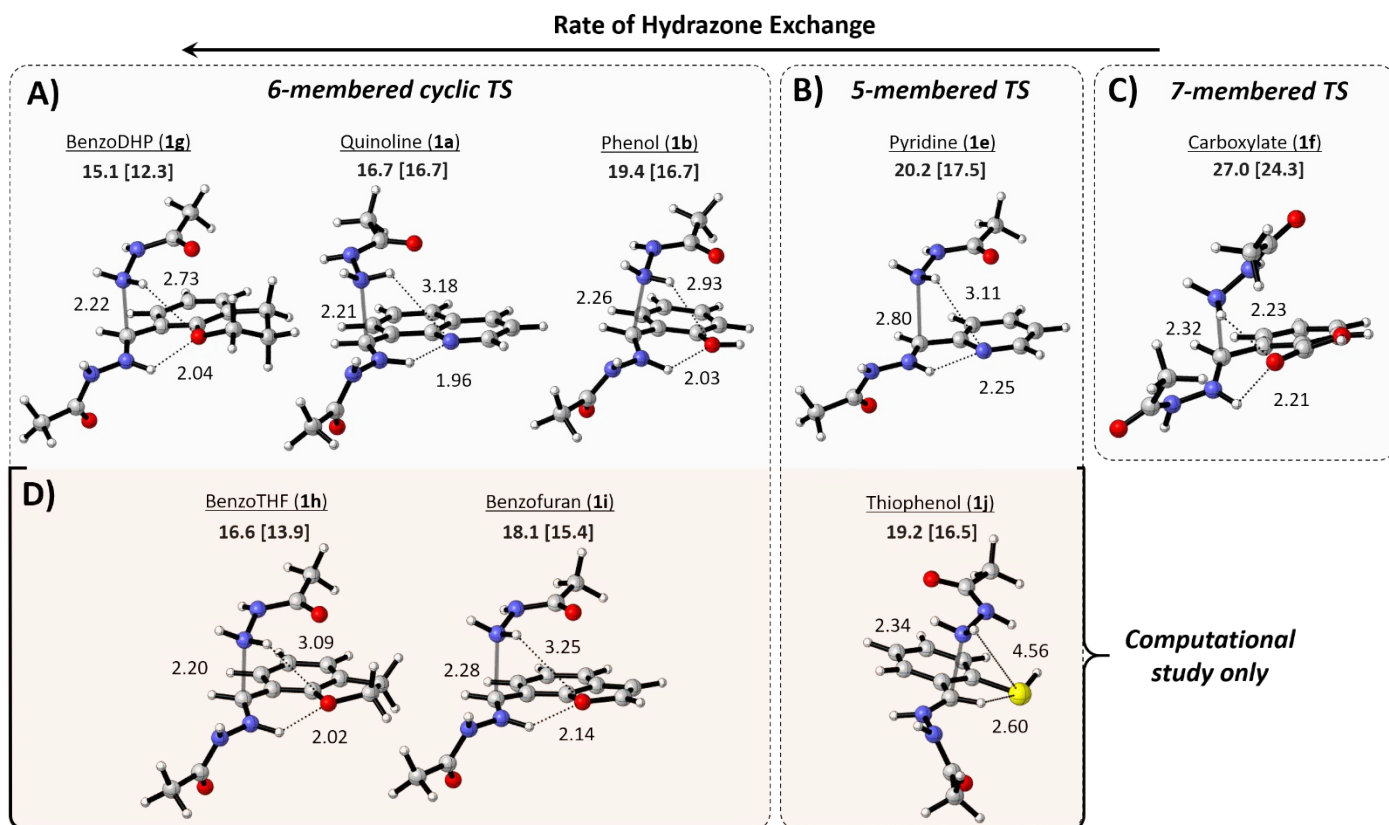 Rate of Hydrazone Exchange
A)
6-membered cyclic TS
BenzoDHP (1g)
15.1 [12.3]
2.73
2.22
2.04
Quinoline (1a)
16.7 [16.7]
3.18
2.21
1.96
Phenol (1b)
19.4 [16.7]
2.93
2.26
2.03
B)
5-membered TS
Pyridine (1e)
20.2 [17.5]
3.11
2.80
2.25
C)
7-membered TS
Carboxylate (1f)
27.0 [24.3]
2.23
2.32
2.21
D)
BenzoTHF (1h)
16.6 [13.9]
3.09
2.20
2.02
Benzofuran (1i)
18.1 [15.4]
3.25
2.28
2.14
Thiophenol (1j)
19.2 [16.5]
2.34
4.56
2.60
Computational
study only